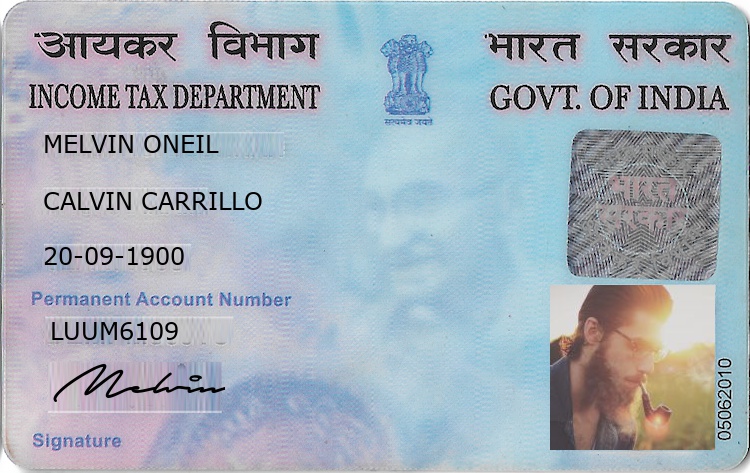 आयकर विभाग
भारत सरकार
INCOME TAX DEPARTMENT
GOVT. OF INDIA
सत्यमेव जयते
MELVIN ONEIL
CALVIN CARRILLO
20-09-1900
Permanent Account Number
LUUM6109
Melvin
Signature
भारत
सरकार
05062010